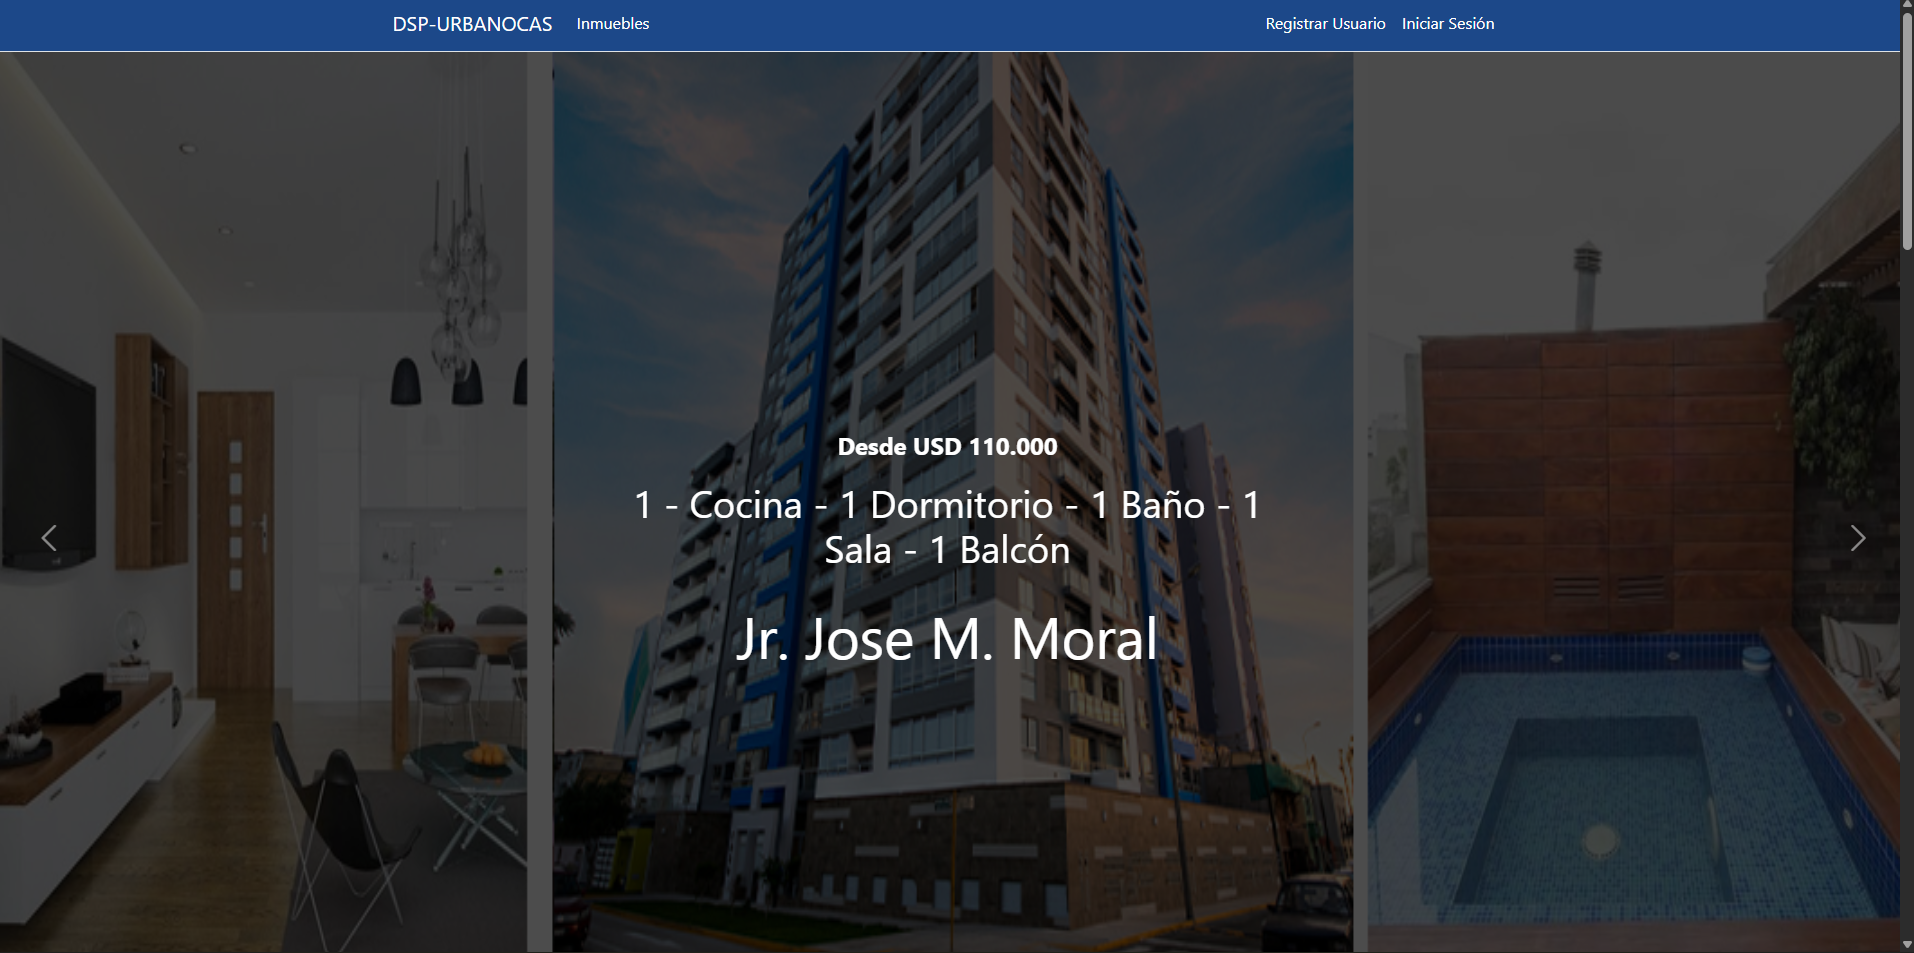 DSP-URBANOCAS
Inmuebles
Registrar Usuario
Iniciar Sesión
Desde USD 110.000
1 - Cocina - 1 Dormitorio - 1 Baño - 1
Sala - 1 Balcón
Jr. Jose M. Moral